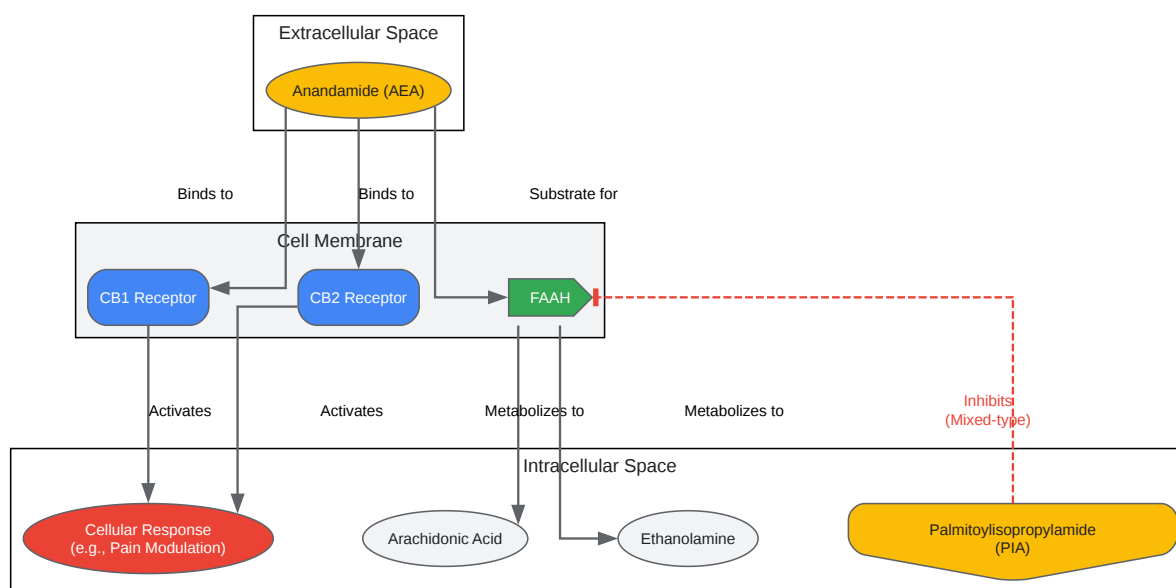 Extracellular Space
Anandamide (AEA)
Binds to
Binds to
Substrate for
Cell Membrane
CB1 Receptor
CB2 Receptor
FAAH
Activates
Activates
Metabolizes to
Metabolizes to
Inhibits
(Mixed-type)
Intracellular Space
Cellular Response
(e.g., Pain Modulation)
Arachidonic Acid
Ethanolamine
Palmitoylisopropylamide
(PIA)